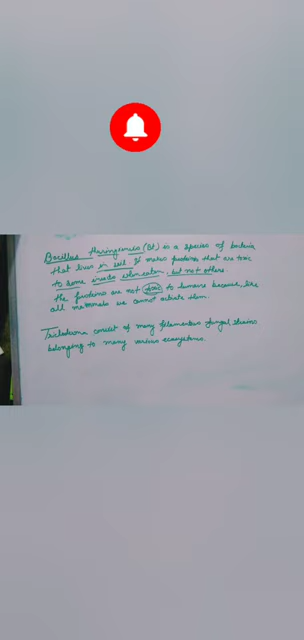 Bacillus thuringiensis (Bt) is a species of bacteria
that lives in soil. It makes proteins that are toxic
to some insects when eaten, but not others.
The proteins are not toxic to humans because, like
all mammals we cannot activate them.
Trichoderma consist of many filamentous fungal strains
belonging to many various ecosystems.